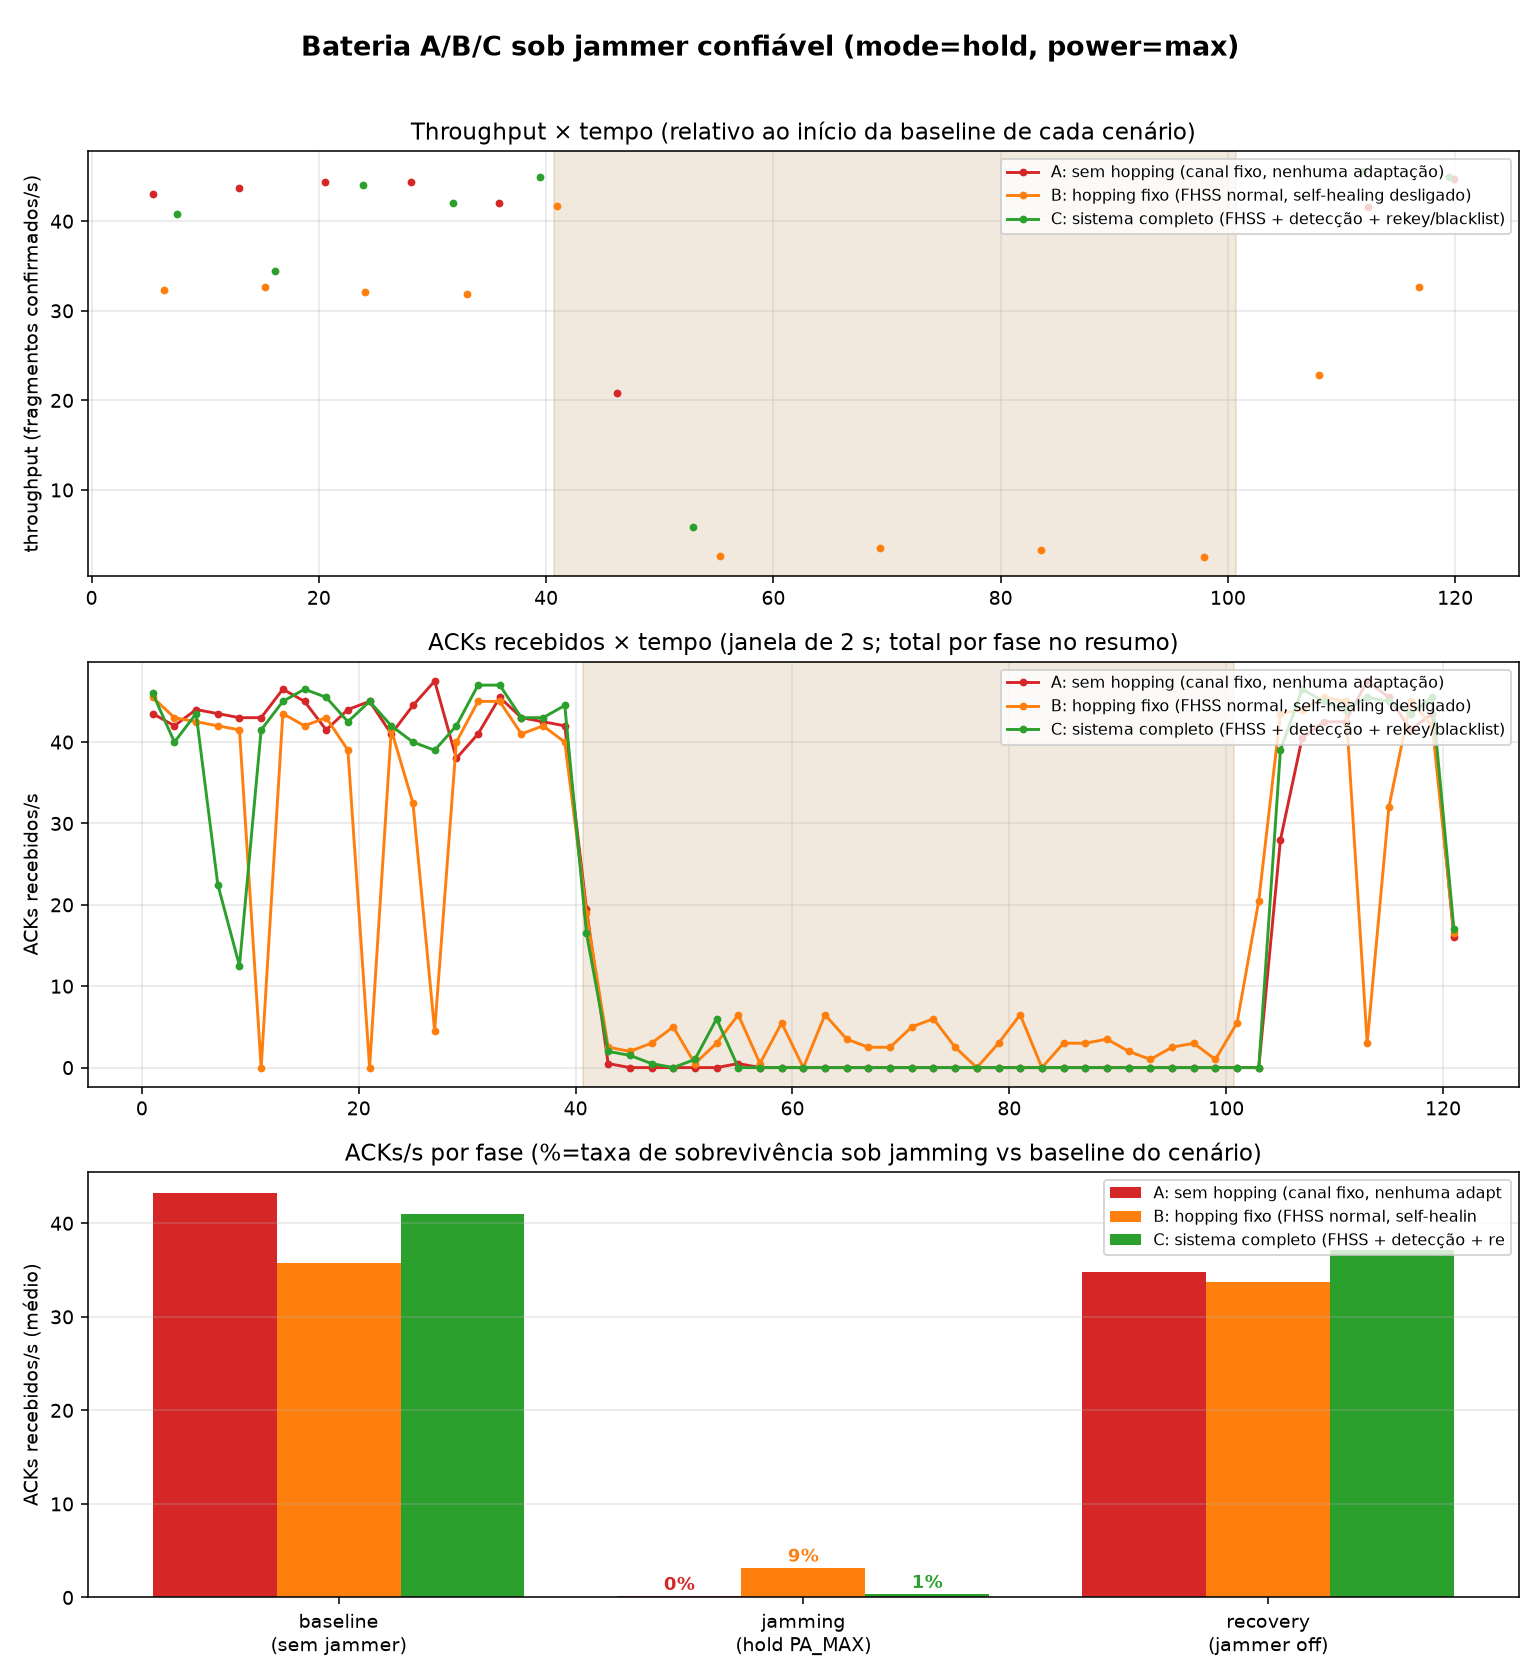 Bateria A/B/C sob jammer confiável (mode=hold, power=max)
Throughput × tempo (relativo ao início da baseline de cada cenário)
throughput (fragmentos confirmados/s)
40
30
20
10
A: sem hopping (canal fixo, nenhuma adaptação)
B: hopping fixo (FHSS normal, self-healing desligado)
C: sistema completo (FHSS + detecção + rekey/blacklist)
0 20 40 60 80 100 120
ACKs recebidos × tempo (janela de 2 s; total por fase no resumo)
ACKs recebidos/s
40
30
20
10
0
A: sem hopping (canal fixo, nenhuma adaptação)
B: hopping fixo (FHSS normal, self-healing desligado)
C: sistema completo (FHSS + detecção + rekey/blacklist)
0 20 40 60 80 100 120
ACKs/s por fase (%=taxa de sobrevivência sob jamming vs baseline do cenário)
ACKs recebidos/s (médio)
40
30
20
10
0
A: sem hopping (canal fixo, nenhuma adapt
B: hopping fixo (FHSS normal, self-healin
C: sistema completo (FHSS + detecção + re
0% 9% 1%
baseline
(sem jammer)
jamming
(hold PA_MAX)
recovery
(jammer off)